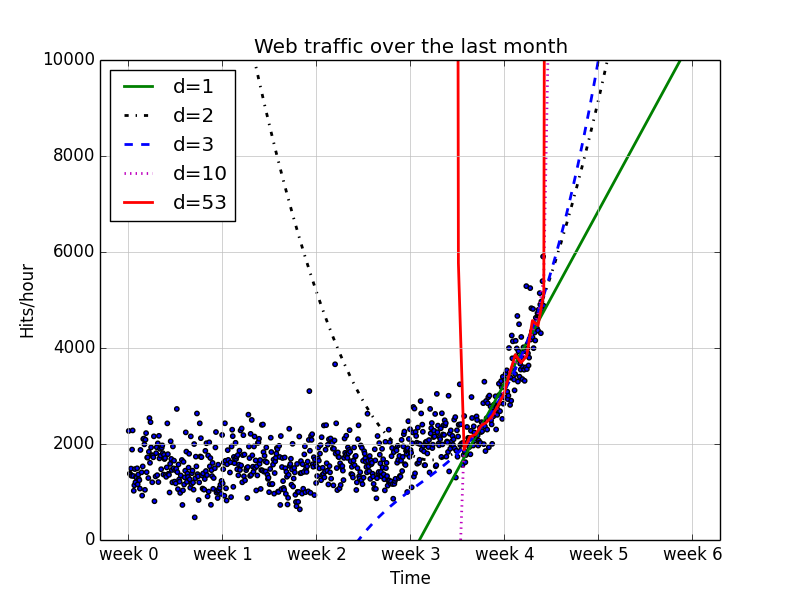 Web traffic over the last month
10000
8000
6000
4000
2000
0
Hits/hour
d=1
d=2
d=3
d=10
d=53
week 0 week 1 week 2 week 3 week 4 week 5 week 6
Time